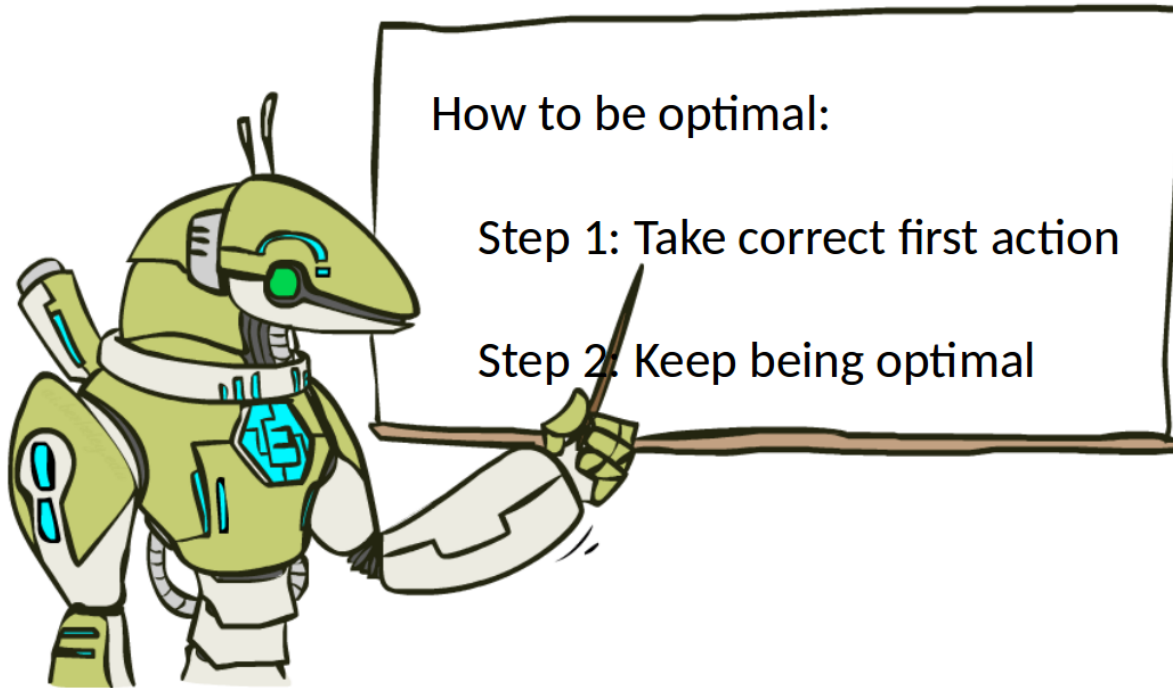 How to be optimal:
Step 1: Take correct first action
Step 2: Keep being optimal